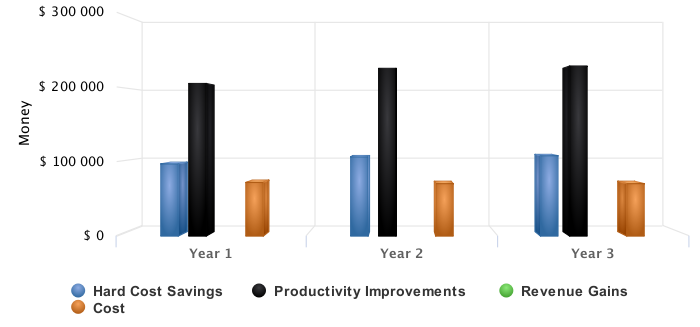 $ 300 000
$ 200 000
$ 100 000
$ 0
Money
Year 1
Year 2
Year 3
Hard Cost Savings
Productivity Improvements
Revenue Gains
Cost